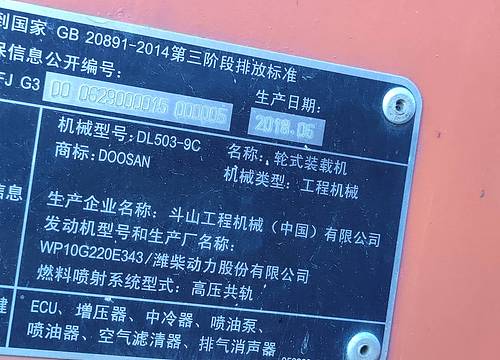 到国家 GB 20891-2014第三阶段排放标准
保信息公开编号:
FJ G3 00 0629000015 000005
生产日期:
2018.05
机械型号:DL503-9C
名称: 轮式装载机
商标:DOOSAN
机械类型: 工程机械
信息
生产企业名称: 斗山工程机械（中国）有限公司
发动机型号和生产厂名称:
WP10G220E343/潍柴动力股份有限公司
燃料喷射系统型式: 高压共轨
键
ECU、增压器、中冷器、喷油泵、
喷油器、空气滤清器、排气消声器